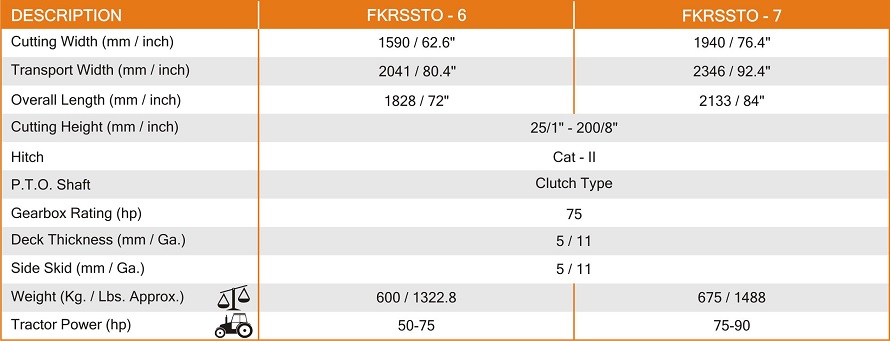 DESCRIPTION FKRSSTO - 6 FKRSSTO - 7
Cutting Width (mm / inch) 1590 / 62.6" 1940 / 76.4"
Transport Width (mm / inch) 2041 / 80.4" 2346 / 92.4"
Overall Length (mm / inch) 1828 / 72" 2133 / 84"
Cutting Height (mm / inch) 25/1" - 200/8"
Hitch Cat - II
P.T.O. Shaft Clutch Type
Gearbox Rating (hp) 75
Deck Thickness (mm / Ga.) 5 / 11
Side Skid (mm / Ga.) 5 / 11
Weight (Kg. / Lbs. Approx.) 600 / 1322.8 675 / 1488
Tractor Power (hp) 50-75 75-90